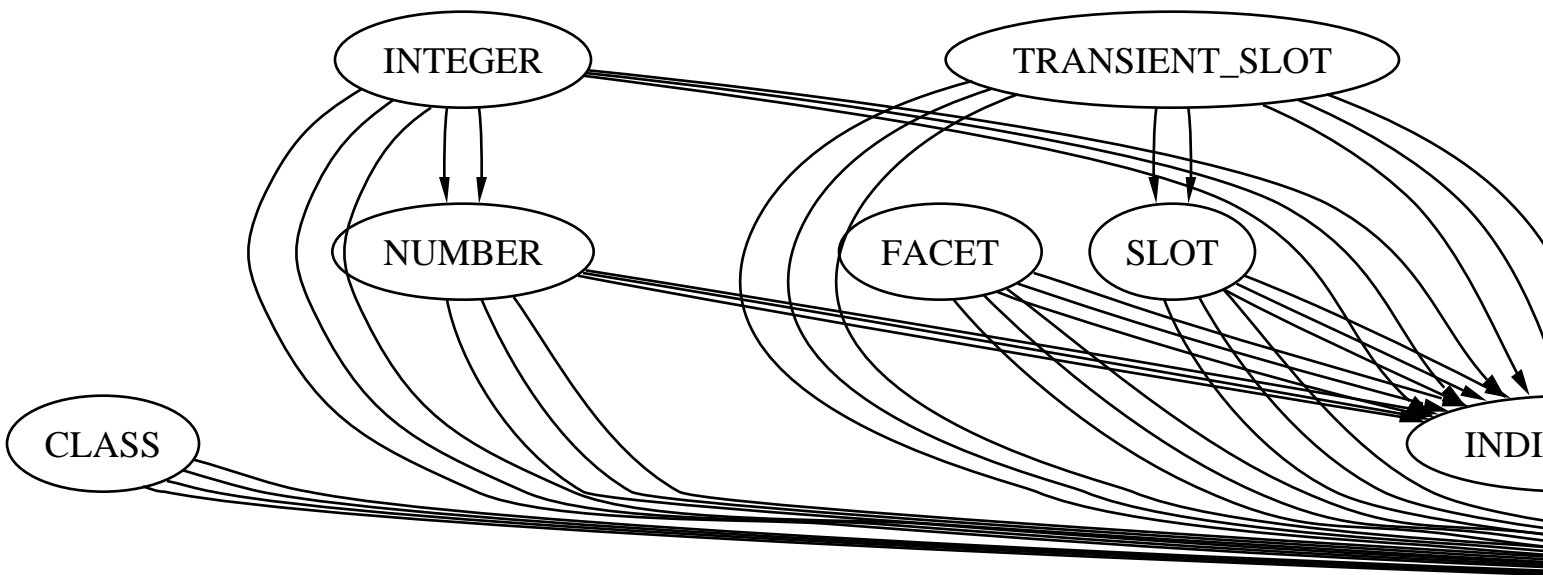 INTEGER
TRANSIENT_SLOT
NUMBER
FACET
SLOT
CLASS
INDI